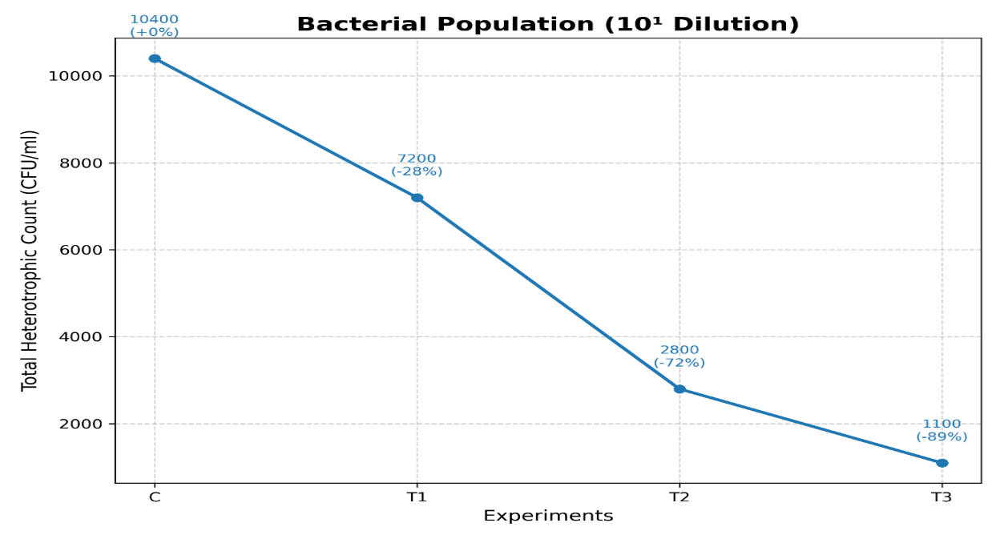 10400
(+0%)
Bacterial Population (10¹ Dilution)
Total Heterotrophic Count (CFU/ml)
10000
8000
6000
4000
2000
7200
(-28%)
2800
(-72%)
1100
(-89%)
C
T1
T2
T3
Experiments